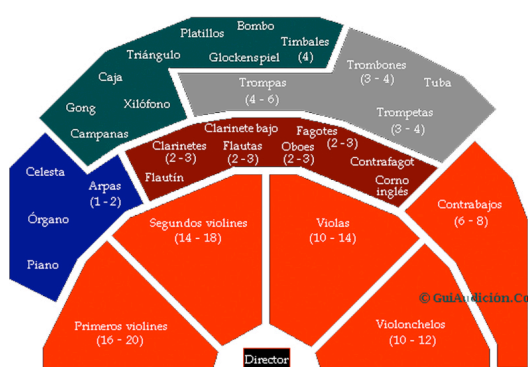 Bombo
Platillos
Timbales
(4)
Triángulo
Glockenspiel
Caja
Xilófono
Gong
Campanas
Trombones
(3 - 4)
Tuba
Trompas
(4 - 6)
Trompetas
(3 - 4)
Clarinete bajo
Fagotes
(2 - 3)
Clarinetes
(2 - 3)
Flautas
(2 - 3)
Oboes
(2 - 3)
Contrafagot
Flautín
Corno
inglés
Celesta
Arpas
(1 - 2)
Órgano
Piano
Segundos violines
(14 - 18)
Violas
(10 - 14)
Contrabajos
(6 - 8)
Primeros violines
(16 - 20)
Violonchelos
(10 - 12)
© GuiAudición.Co
Director